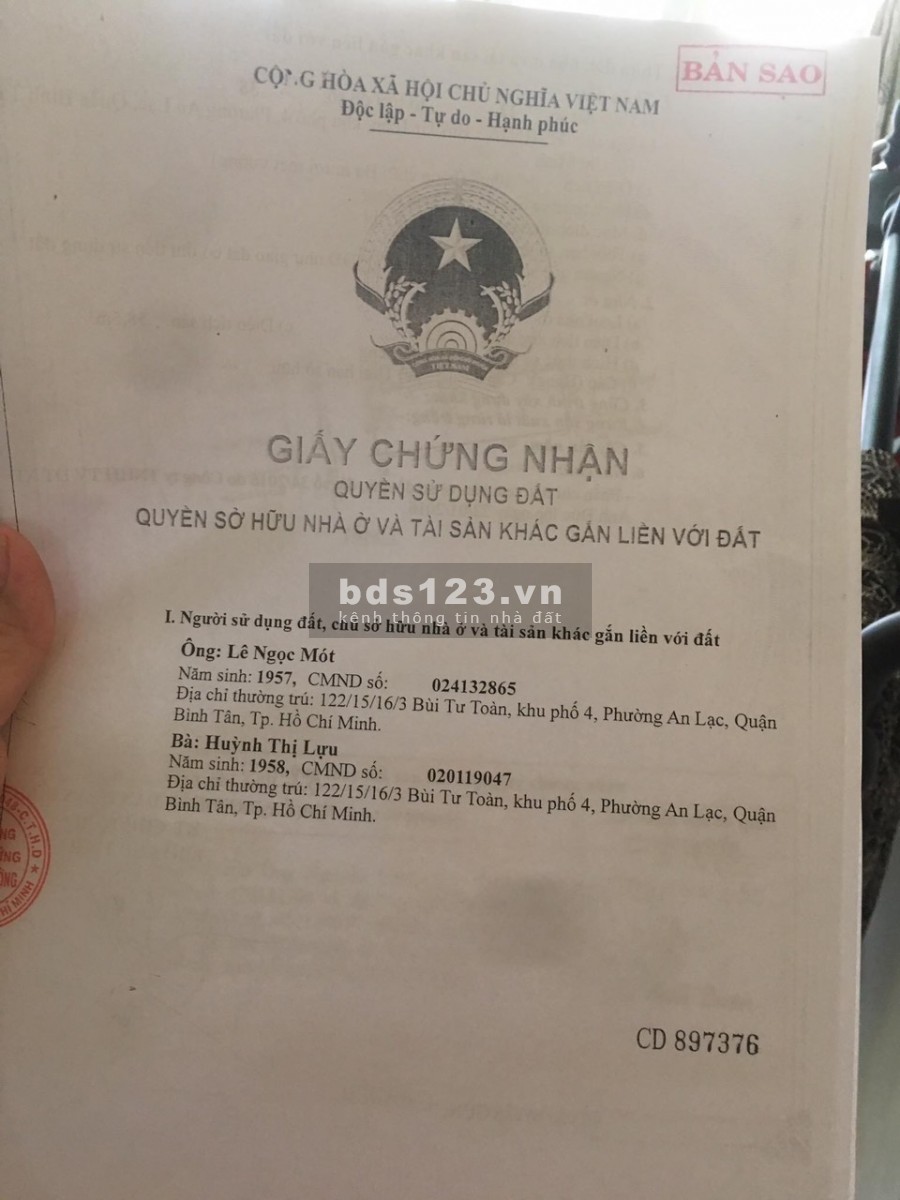 BẢN SAO
CỘNG HÒA XÃ HỘI CHỦ NGHĨA VIỆT NAM
Độc lập - Tự do - Hạnh phúc
VIỆT NAM
GIẤY CHỨNG NHẬN
QUYỀN SỬ DỤNG ĐẤT
QUYỀN SỞ HỮU NHÀ Ở VÀ TÀI SẢN KHÁC GẮN LIỀN VỚI ĐẤT
bds123.vn
kênh thông tin nhà đất
I. Người sử dụng đất, chủ sở hữu nhà ở và tài sản khác gắn liền với đất
Ông: Lê Ngọc Mót
Năm sinh: 1957, CMND số: 024132865
Địa chỉ thường trú: 122/15/16/3 Bùi Tư Toàn, khu phố 4, Phường An Lạc, Quận
Bình Tân, Tp. Hồ Chí Minh.
Bà: Huỳnh Thị Lựu
Năm sinh: 1958, CMND số: 020119047
Địa chỉ thường trú: 122/15/16/3 Bùi Tư Toàn, khu phố 4, Phường An Lạc, Quận
Bình Tân, Tp. Hồ Chí Minh.
C.T.H.D
CD 897376